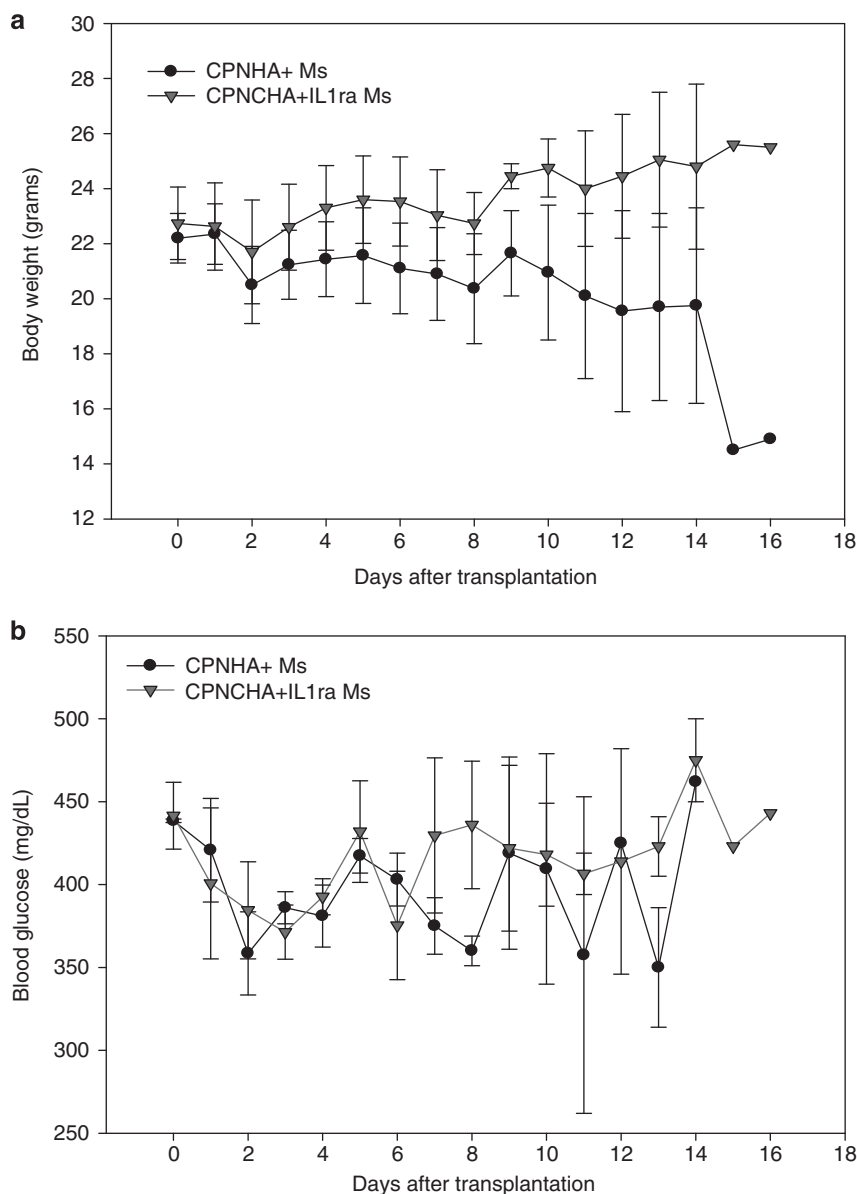 a
30
28
26
24
22
20
18
16
14
12
Body weight (grams)
CPNHA+ Ms
CPNCHA+IL1ra Ms
0 2 4 6 8 10 12 14 16 18
Days after transplantation
b
550
500
450
400
350
300
250
Blood glucose (mg/dL)
CPNHA+ Ms
CPNCHA+IL1ra Ms
0 2 4 6 8 10 12 14 16 18
Days after transplantation